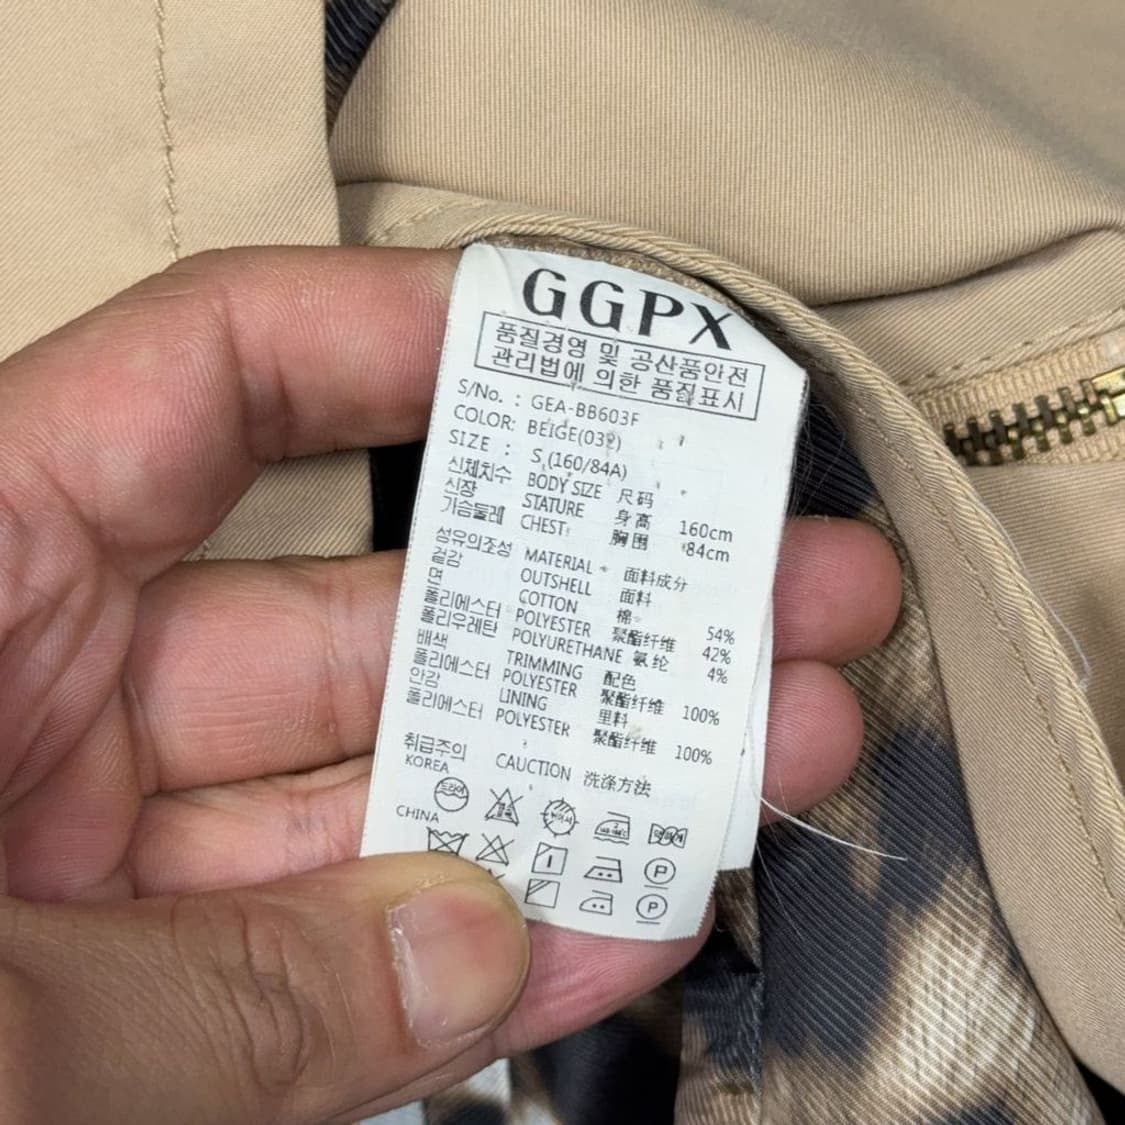 GGPX
품질경영 및 공산품안전
관리법에 의한 품질표시
S/No. : GEA-BB603F
COLOR: BEIGE(039)
SIZE : S (160/84A)
신체치수 BODY SIZE 尺码
신장 STATURE 身高 160cm
가슴둘레 CHEST 胸围 84cm
섬유의조성 MATERIAL 面料成分
겉감 OUTSHELL 面料
면 COTTON 棉 54%
폴리에스터 POLYESTER 聚酯纤维 42%
폴리우레탄 POLYURETHANE 氨纶 4%
배색 TRIMMING 配色
폴리에스터 POLYESTER 聚酯纤维 100%
안감 LINING 里料
폴리에스터 POLYESTER 聚酯纤维 100%
취급주의 CAUCTION 洗涤方法
KOREA
드라이
CHINA
P
P